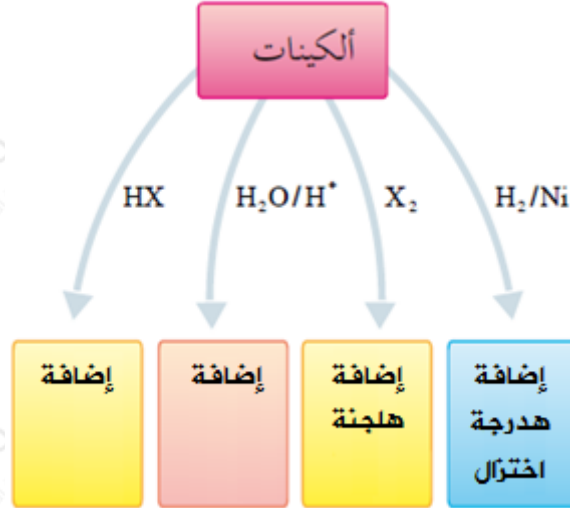 ألكينات
H₂/Ni
X₂
H₂O/H⁺
HX
إضافة
هدرجة
اختزال
إضافة
هلجنة
إضافة
إضافة